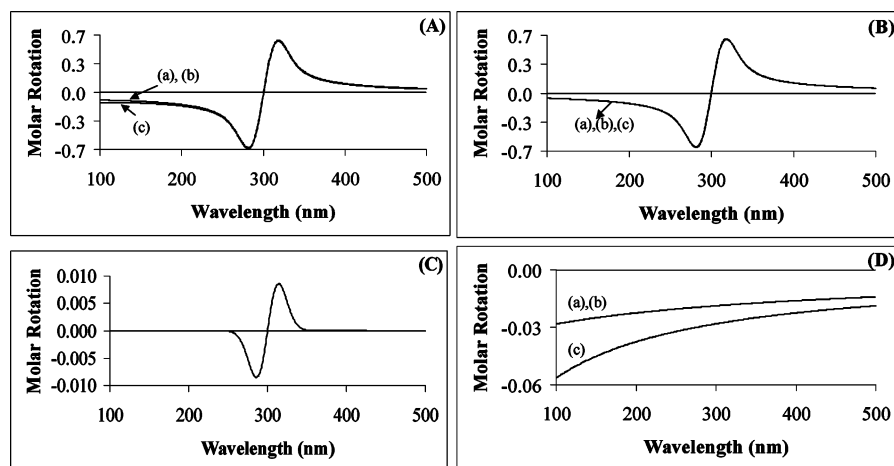 (A)
0.7
0.3
0.0
-0.3
-0.7
(a), (b)
(c)
100 200 300 400 500
Molar Rotation
Wavelength (nm)
(B)
0.7
0.3
0.0
-0.3
-0.7
(a),(b),(c)
100 200 300 400 500
Molar Rotation
Wavelength (nm)
(C)
0.010
0.005
0.000
-0.005
-0.010
100 200 300 400 500
Molar Rotation
Wavelength (nm)
(D)
0.00
-0.03
-0.06
(a),(b)
(c)
100 200 300 400 500
Molar Rotation
Wavelength (nm)